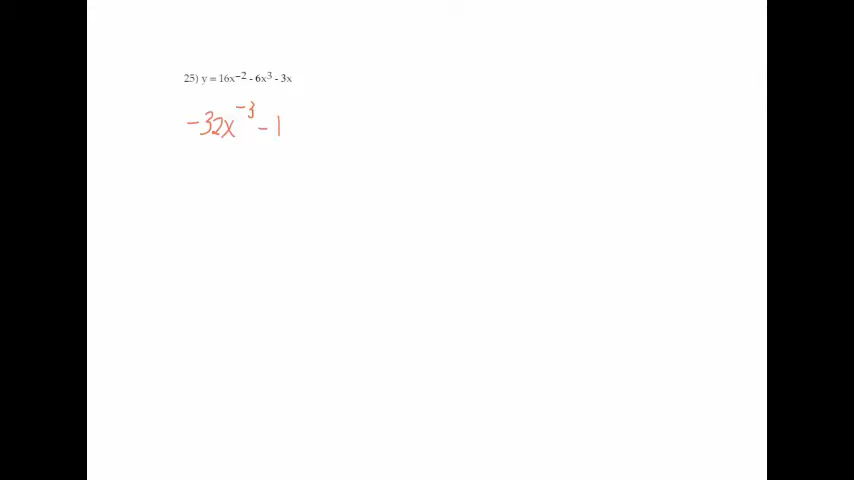 25) y = 16x⁻² - 6x³ - 3x
-32x⁻³ - 1